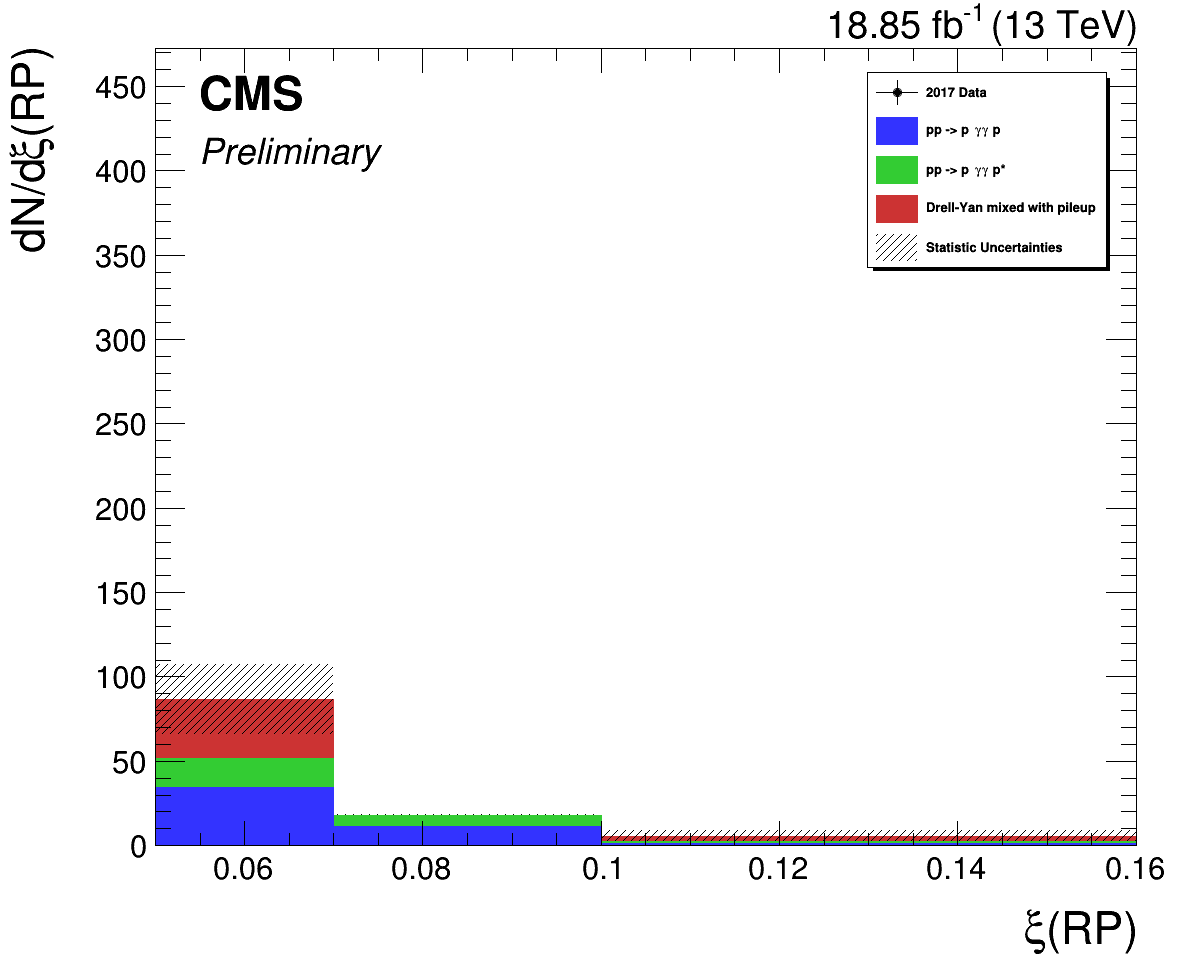 18.85 fb⁻¹ (13 TeV)
dN/dξ(RP)
CMS
Preliminary
2017 Data
pp -> p γγ p
pp -> p γγ p*
Drell-Yan mixed with pileup
Statistic Uncertainties
450
400
350
300
250
200
150
100
50
0
0.06 0.08 0.1 0.12 0.14 0.16
ξ(RP)